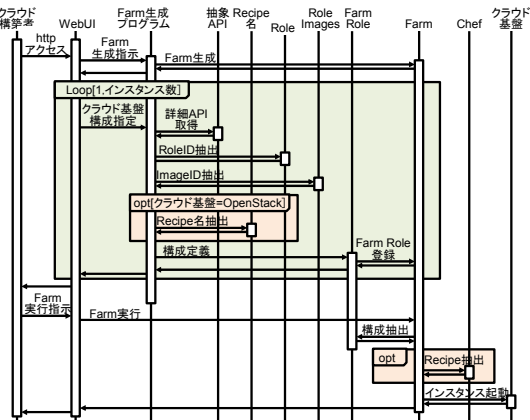 クラウド
構築者
WebUI
Farm生成
プログラム
抽象
API
Recipe
名
Role
Role
Images
Farm
Role
Farm
Chef
クラウド
基盤
http
アクセス
Farm
生成指示
Farm生成
Loop[1,インスタンス数]
クラウド基盤
構成指定
詳細API
取得
RoleID抽出
ImageID抽出
opt[クラウド基盤=OpenStack]
Recipe名抽出
構成定義
Farm Role
登録
Farm
実行指示
Farm実行
構成抽出
opt
Recipe抽出
インスタンス起動